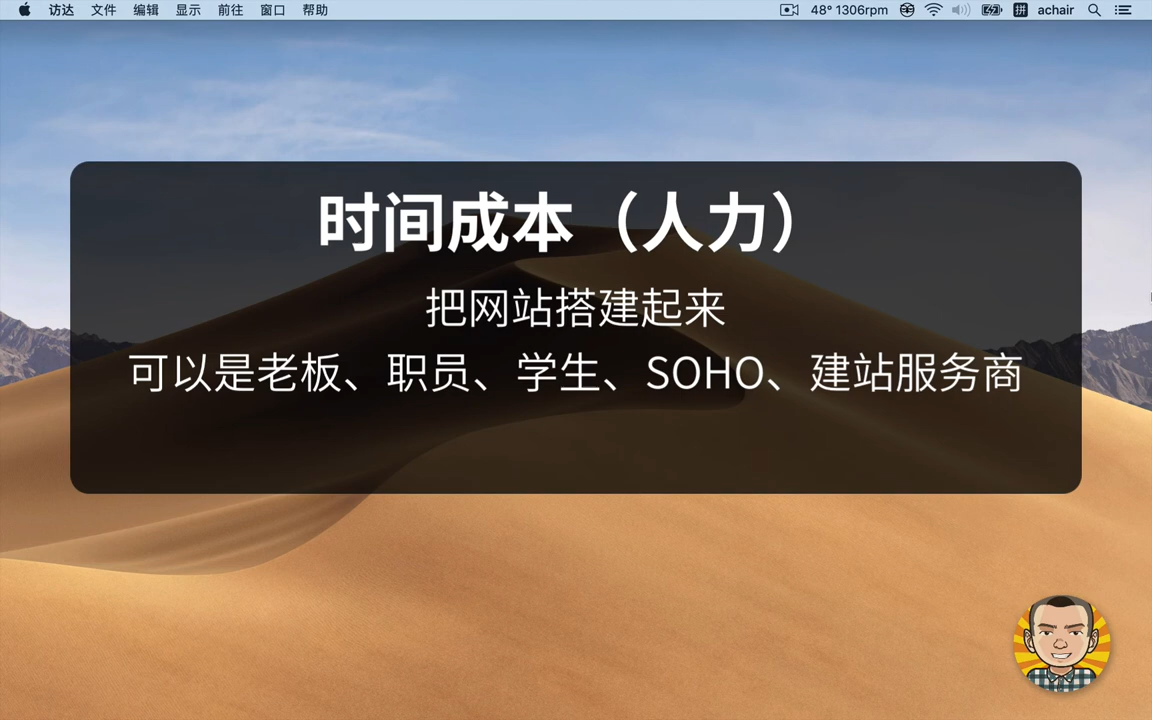 访达 文件 编辑 显示 前往 窗口 帮助 48° 1306rpm 拼 achair
时间成本（人力）
把网站搭建起来
可以是老板、职员、学生、SOHO、建站服务商